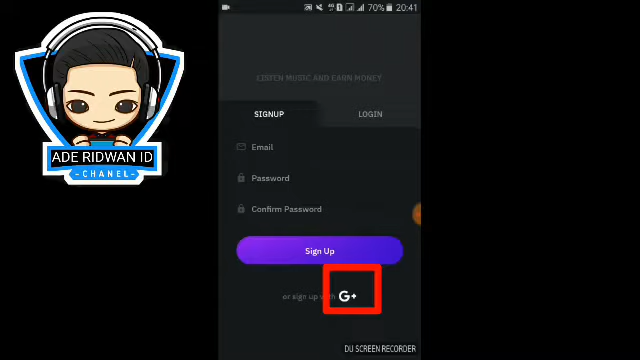 70% 20:41
LISTEN MUSIC AND EARN MONEY
SIGNUP LOGIN
Email
Password
Confirm Password
Sign Up
or sign up with G+
ADE RIDWAN ID
-CHANEL-
DU SCREEN RECORDER